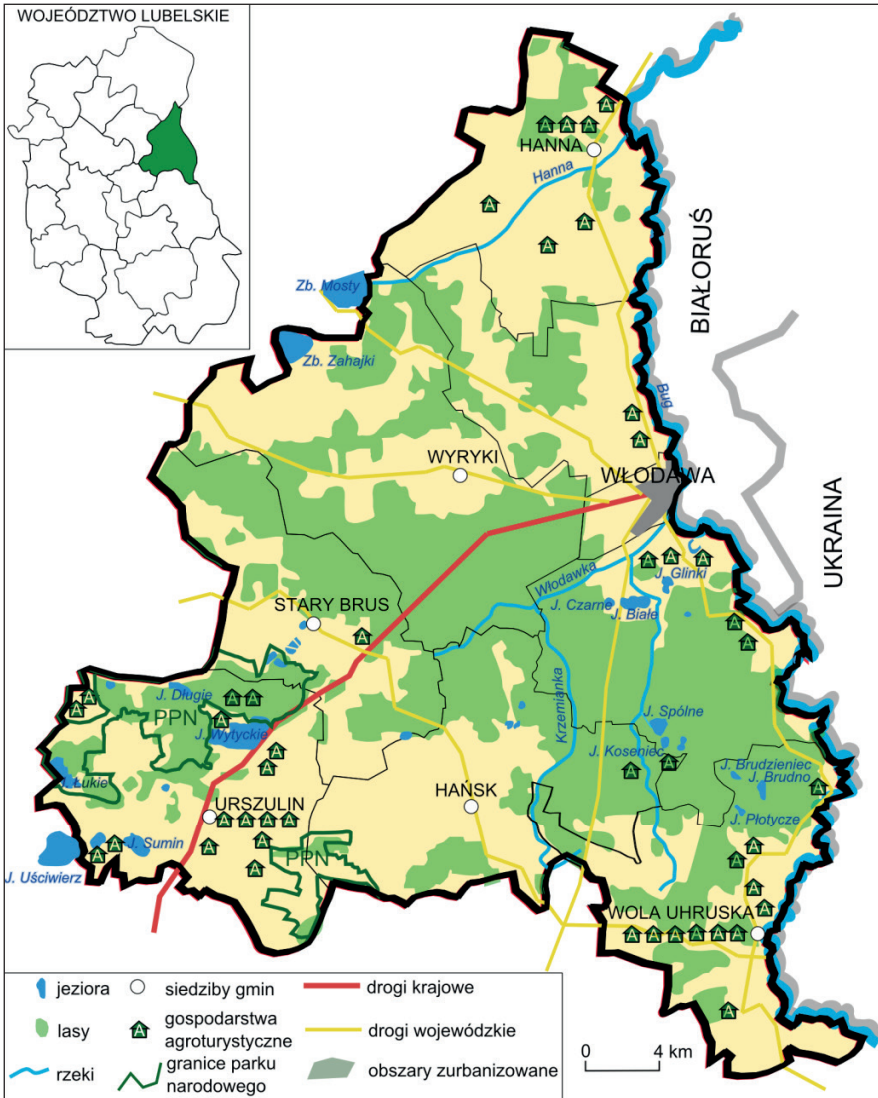 WOJEÓDZTWO LUBELSKIE
HANNA
Hanna
BIAŁORUŚ
Zb. Mosty
Zb. Zahajki
Bug
WYRYKI
WŁODAWA
UKRAINA
Włodawka
J. Glinki
J. Czarne
J. Białe
STARY BRUS
J. Długie
PPN
J. Wytyckie
Krzemianka
J. Spólne
J. Koseniec
J. Brudzieniec
J. Brudno
J. Łukie
HAŃSK
J. Płotycze
URSZULIN
J. Sumin
PPN
J. Uściwierz
WOLA UHRUSKA
jeziora
siedziby gmin
drogi krajowe
lasy
gospodarstwa
agroturystyczne
drogi wojewódzkie
rzeki
granice parku
narodowego
obszary zurbanizowane
0 4 km
A A A A A A A A A A A A A A A A A A A A A A A A A A A A A A A A A A A A A A A A A A A A A A A